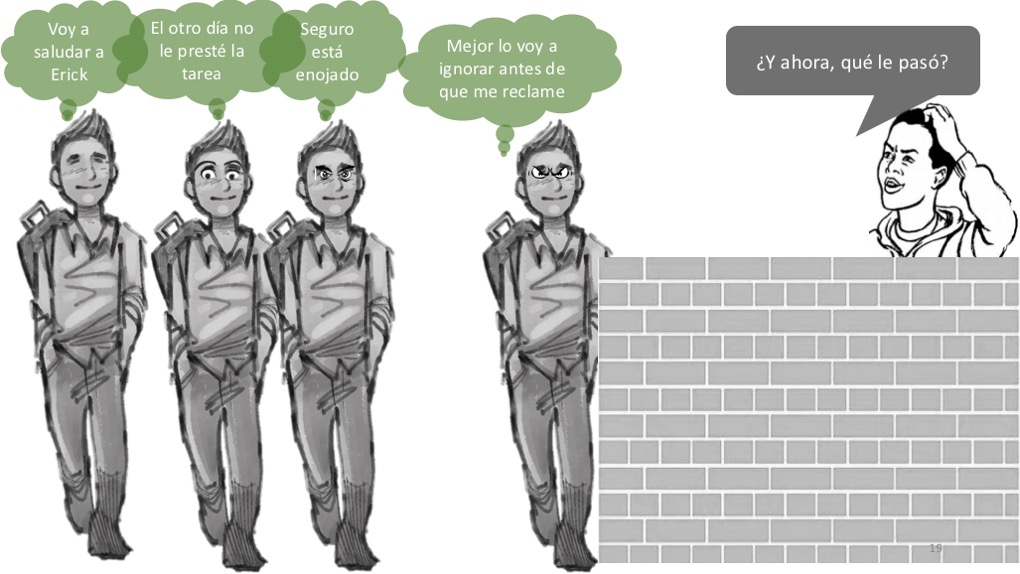 Voy a
saludar a
Erick
El otro día no
le presté la
tarea
Seguro
está
enojado
Mejor lo voy a
ignorar antes de
que me reclame
¿Y ahora, qué le pasó?
19